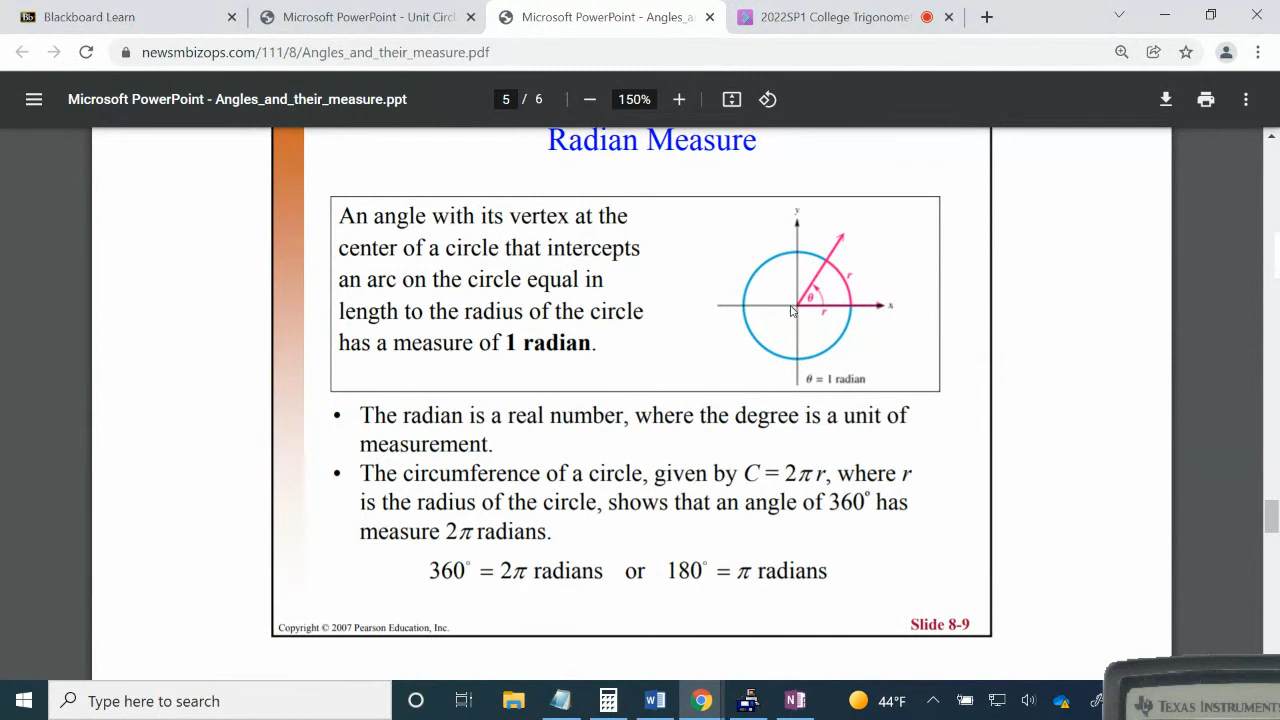 Blackboard Learn
Microsoft PowerPoint - Unit Circ
Microsoft PowerPoint - Angles_a
2022SP1 College Trigonomet
newsmbizops.com/111/8/Angles_and_their_measure.pdf
Microsoft PowerPoint - Angles_and_their_measure.ppt
5 / 6
150%
Radian Measure
An angle with its vertex at the
center of a circle that intercepts
an arc on the circle equal in
length to the radius of the circle
has a measure of 1 radian.
y
r
θ
r
x
θ = 1 radian
• The radian is a real number, where the degree is a unit of
measurement.
• The circumference of a circle, given by C = 2π r, where r
is the radius of the circle, shows that an angle of 360° has
measure 2π radians.
360° = 2π radians or 180° = π radians
Copyright © 2007 Pearson Education, Inc.
Slide 8-9
Type here to search
44°F
TEXAS INSTRUMENTS